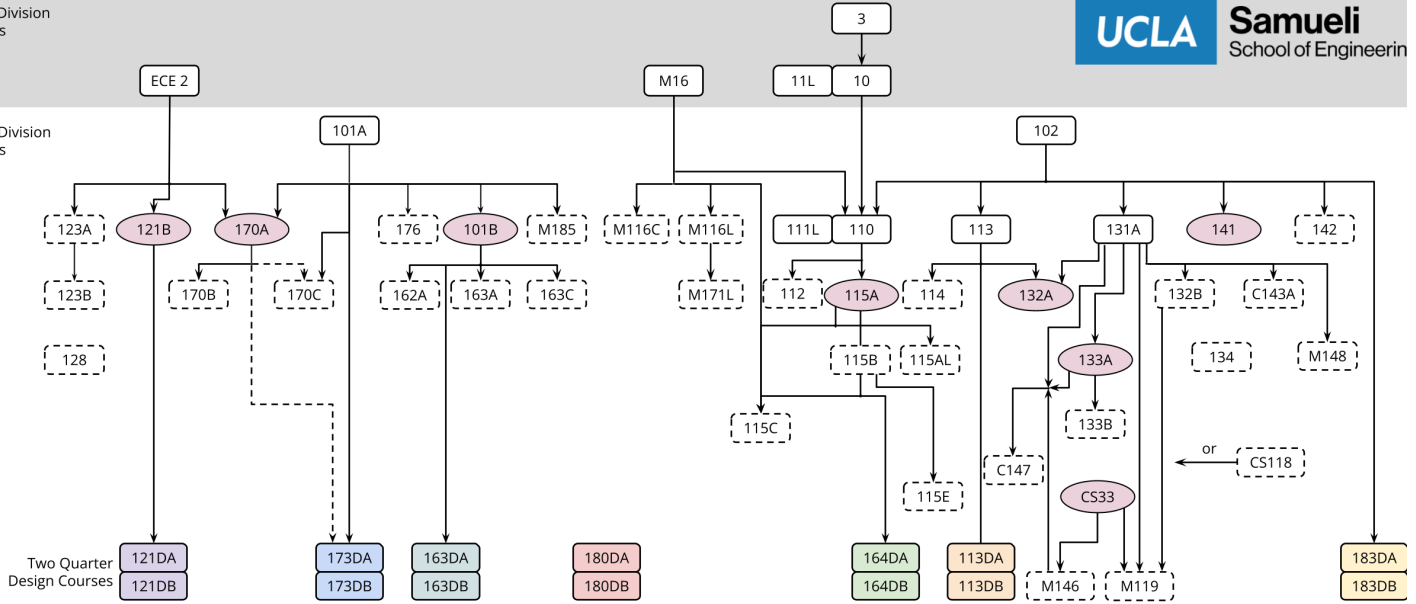 Division
s
3
UCLA
Samueli
School of Engineerin
ECE 2
M16
11L
10
Division
s
101A
102
123A
121B
170A
176
101B
M185
M116C
M116L
111L
110
113
131A
141
142
123B
170B
170C
162A
163A
163C
M171L
112
115A
114
132A
132B
C143A
128
115B
115AL
133A
134
M148
115C
133B
or
CS118
C147
115E
CS33
Two Quarter
Design Courses
121DA
121DB
173DA
173DB
163DA
163DB
180DA
180DB
164DA
164DB
113DA
113DB
M146
M119
183DA
183DB